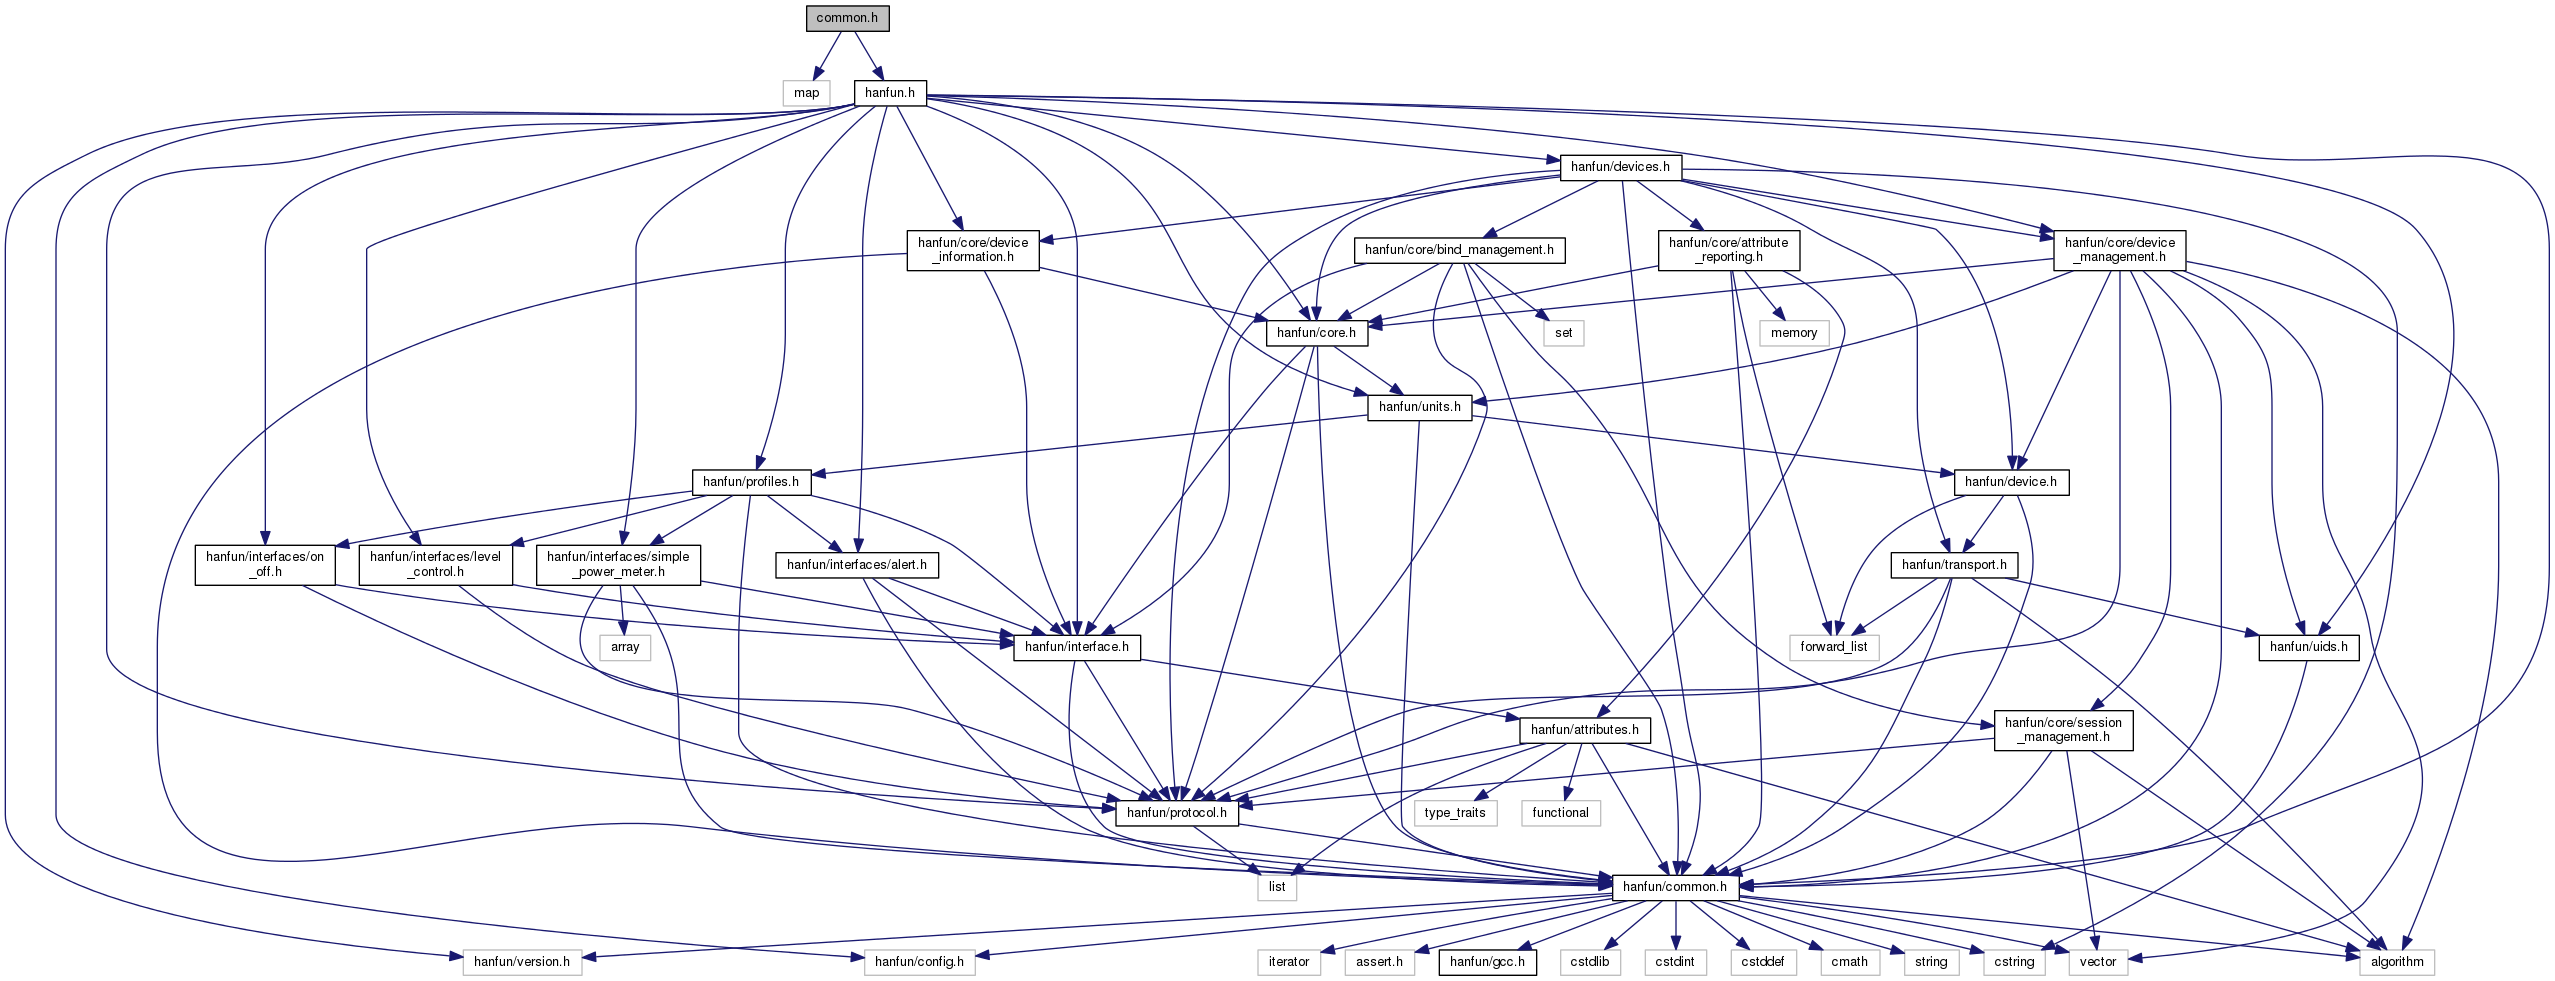 common.h
map
hanfun.h
hanfun/devices.h
hanfun/core/device
_information.h
hanfun/core/bind_management.h
hanfun/core/attribute
_reporting.h
hanfun/core/device
_management.h
hanfun/core.h
set
memory
hanfun/units.h
hanfun/profiles.h
hanfun/device.h
hanfun/interfaces/on
_off.h
hanfun/interfaces/level
_control.h
hanfun/interfaces/simple
_power_meter.h
hanfun/interfaces/alert.h
hanfun/transport.h
array
hanfun/interface.h
forward_list
hanfun/uids.h
hanfun/attributes.h
hanfun/core/session
_management.h
hanfun/protocol.h
type_traits
functional
list
hanfun/common.h
hanfun/version.h
hanfun/config.h
iterator
assert.h
hanfun/gcc.h
cstdlib
cstdint
cstddef
cmath
string
cstring
vector
algorithm